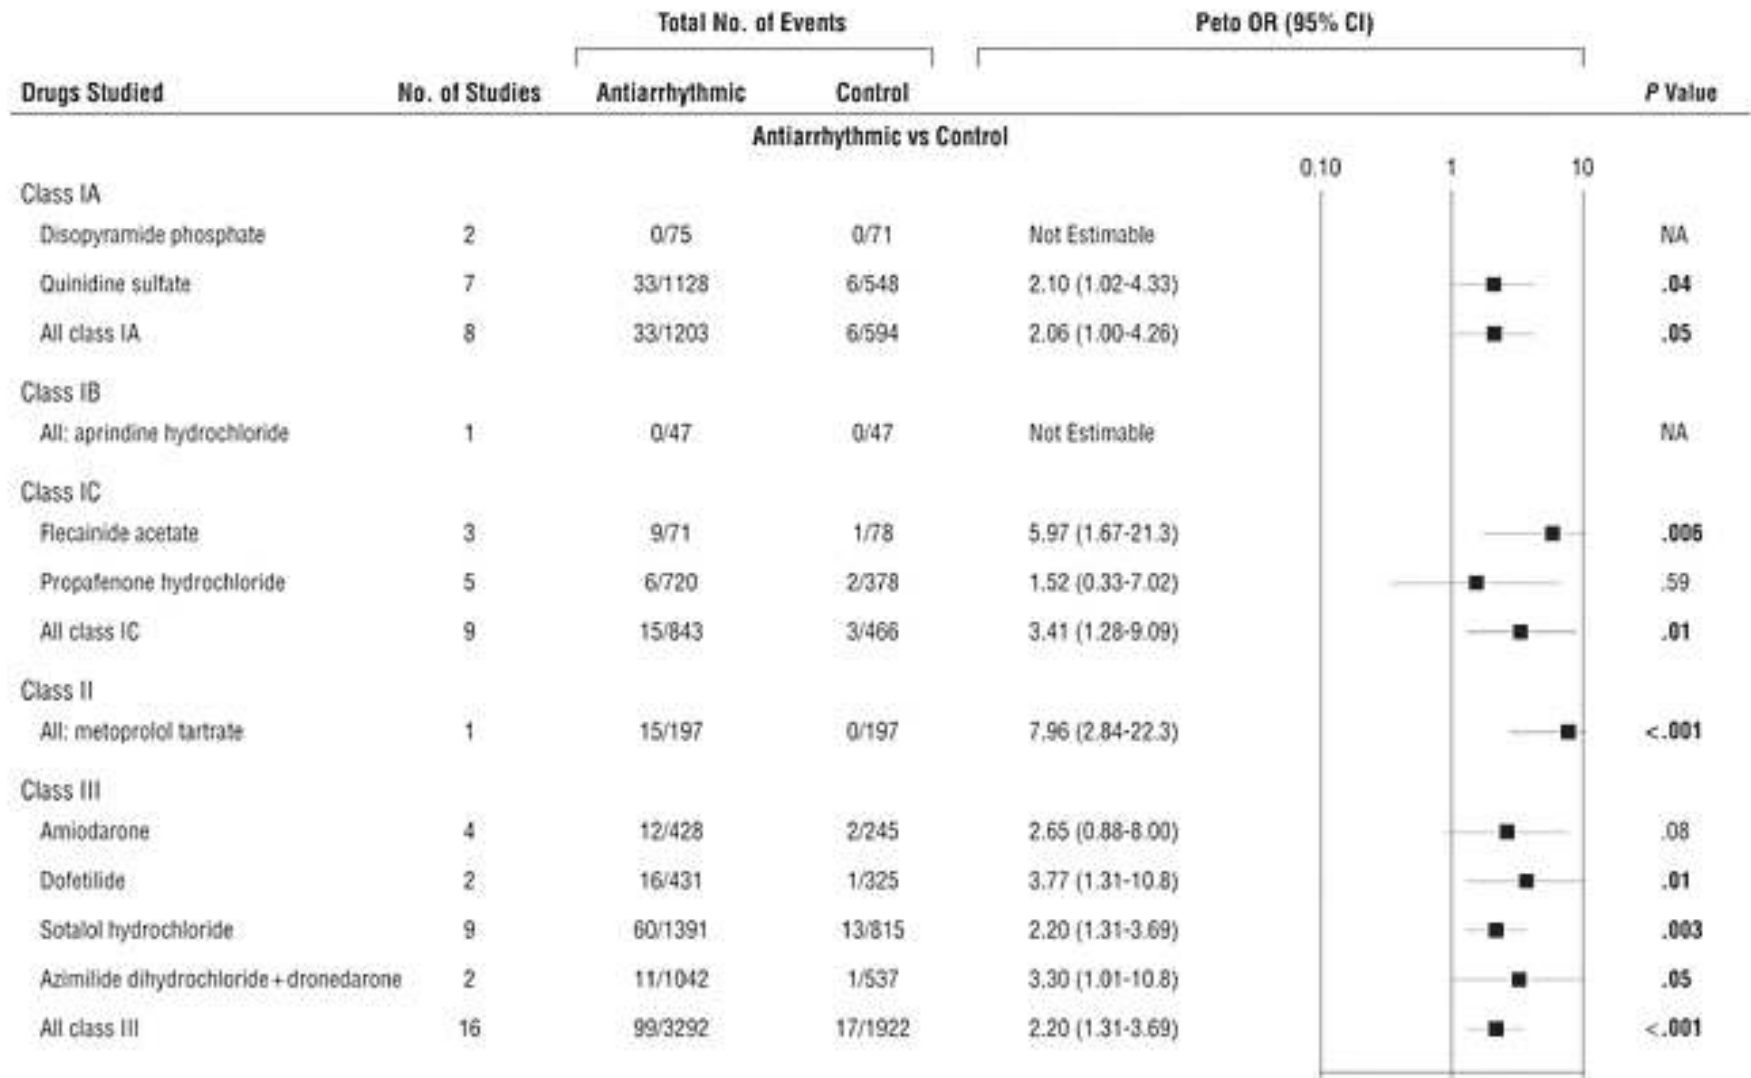 Total No. of Events Peto OR (95% CI)
Drugs Studied No. of Studies Antiarrhythmic Control P Value
Antiarrhythmic vs Control
0.10 1 10
Class IA
Disopyramide phosphate 2 0/75 0/71 Not Estimable NA
Quinidine sulfate 7 33/1128 6/548 2.10 (1.02-4.33) .04
All class IA 8 33/1203 6/594 2.06 (1.00-4.26) .05
Class IB
All: aprindine hydrochloride 1 0/47 0/47 Not Estimable NA
Class IC
Flecainide acetate 3 9/71 1/78 5.97 (1.67-21.3) .006
Propafenone hydrochloride 5 6/720 2/378 1.52 (0.33-7.02) .59
All class IC 9 15/843 3/466 3.41 (1.28-9.09) .01
Class II
All: metoprolol tartrate 1 15/197 0/197 7.96 (2.84-22.3) <.001
Class III
Amiodarone 4 12/428 2/245 2.65 (0.88-8.00) .08
Dofetilide 2 16/431 1/325 3.77 (1.31-10.8) .01
Sotalol hydrochloride 9 60/1391 13/815 2.20 (1.31-3.69) .003
Azimilide dihydrochloride + dronedarone 2 11/1042 1/537 3.30 (1.01-10.8) .05
All class III 16 99/3292 17/1922 2.20 (1.31-3.69) <.001